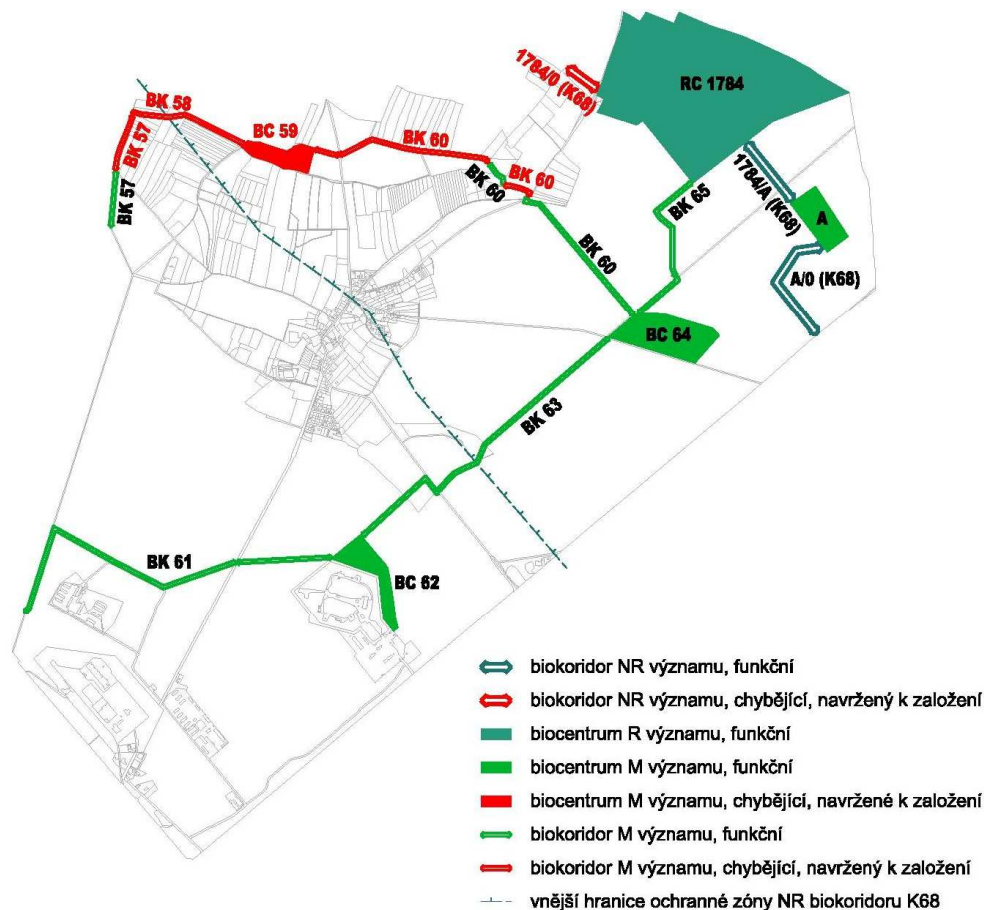 1784/0 (K68)
RC 1784
BK 58
BC 59
BK 57
BK 60
BK 60
BK 57
BK 60
BK 65
1784/A (K68)
A
BK 60
A/0 (K68)
BC 64
BK 63
BK 61
BC 62
biokoridor NR významu, funkční
biokoridor NR významu, chybějící, navržený k založení
biocentrum R významu, funkční
biocentrum M významu, funkční
biocentrum M významu, chybějící, navržené k založení
biokoridor M významu, funkční
biokoridor M významu, chybějící, navržený k založení
vnější hranice ochranné zóny NR biokoridoru K68